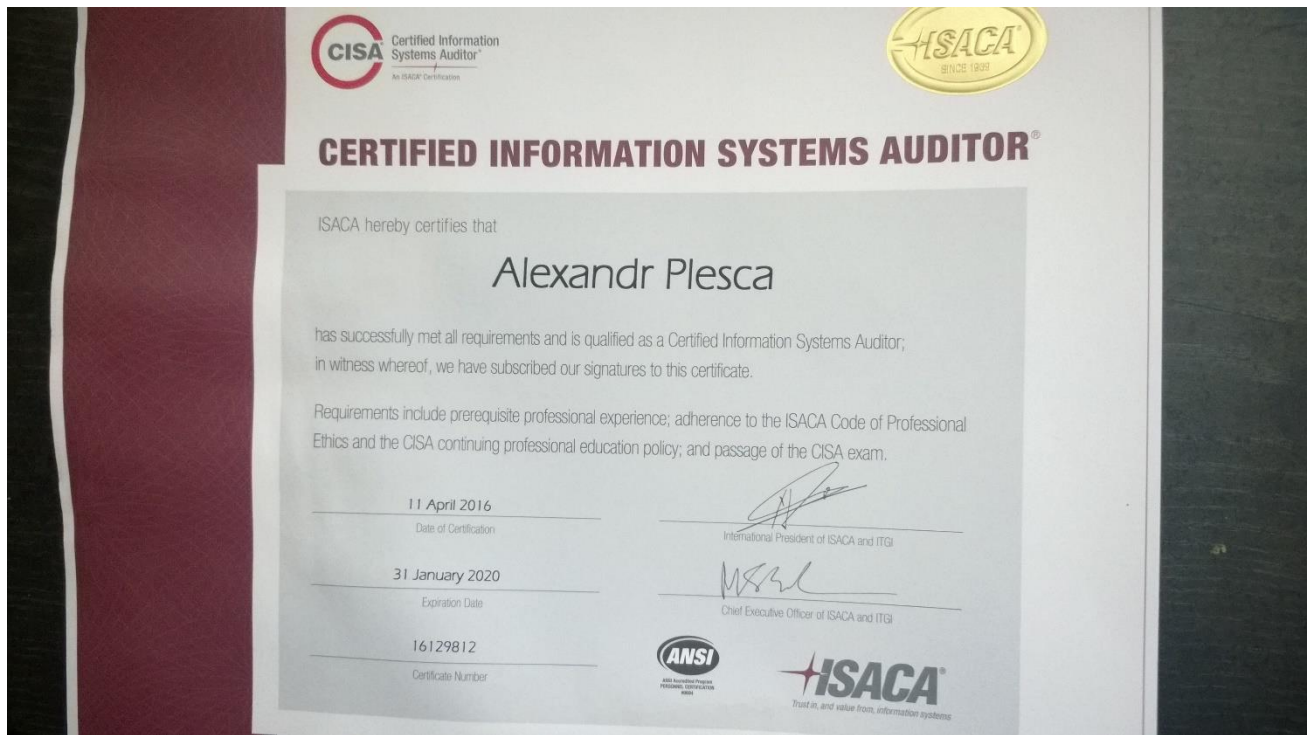 CISA Certified Information
Systems Auditor®
An ISACA® Certification
ISACA®
SINCE 1969
CERTIFIED INFORMATION SYSTEMS AUDITOR®
ISACA hereby certifies that
Alexandr Plesca
has successfully met all requirements and is qualified as a Certified Information Systems Auditor;
in witness whereof, we have subscribed our signatures to this certificate.
Requirements include prerequisite professional experience; adherence to the ISACA Code of Professional
Ethics and the CISA continuing professional education policy; and passage of the CISA exam.
11 April 2016
Date of Certification
International President of ISACA and ITGI
31 January 2020
Expiration Date
Chief Executive Officer of ISACA and ITGI
16129812
Certificate Number
ANSI
ANSI Accredited Program
PERSONNEL CERTIFICATION
ISACA®
Trust in, and value from, information systems